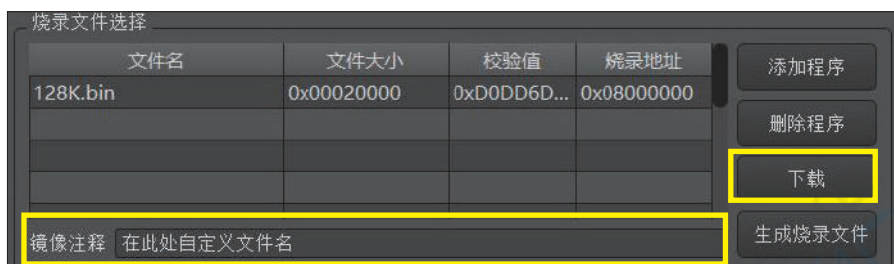 烧录文件选择
文件名 文件大小 校验值 烧录地址
128K.bin 0x00020000 0xD0DD6D... 0x08000000
添加程序
删除程序
下载
镜像注释 在此处自定义文件名
生成烧录文件